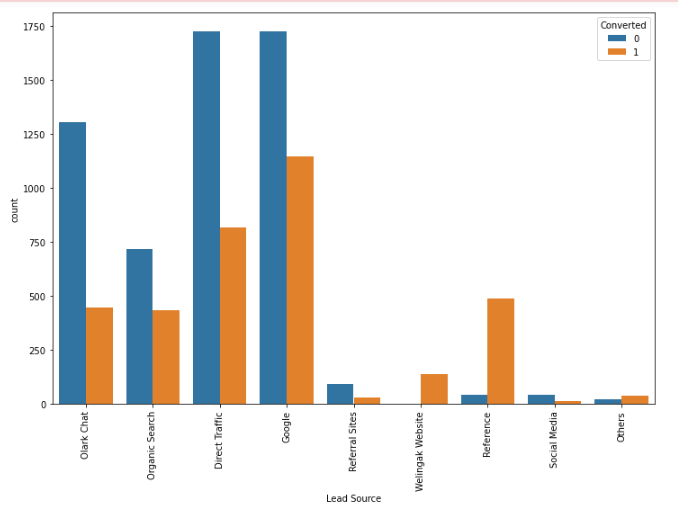 1750
1500
1250
1000
750
500
250
0
count
Converted
0
1
Olark Chat
Organic Search
Direct Traffic
Google
Referral Sites
Welingak Website
Reference
Social Media
Others
Lead Source